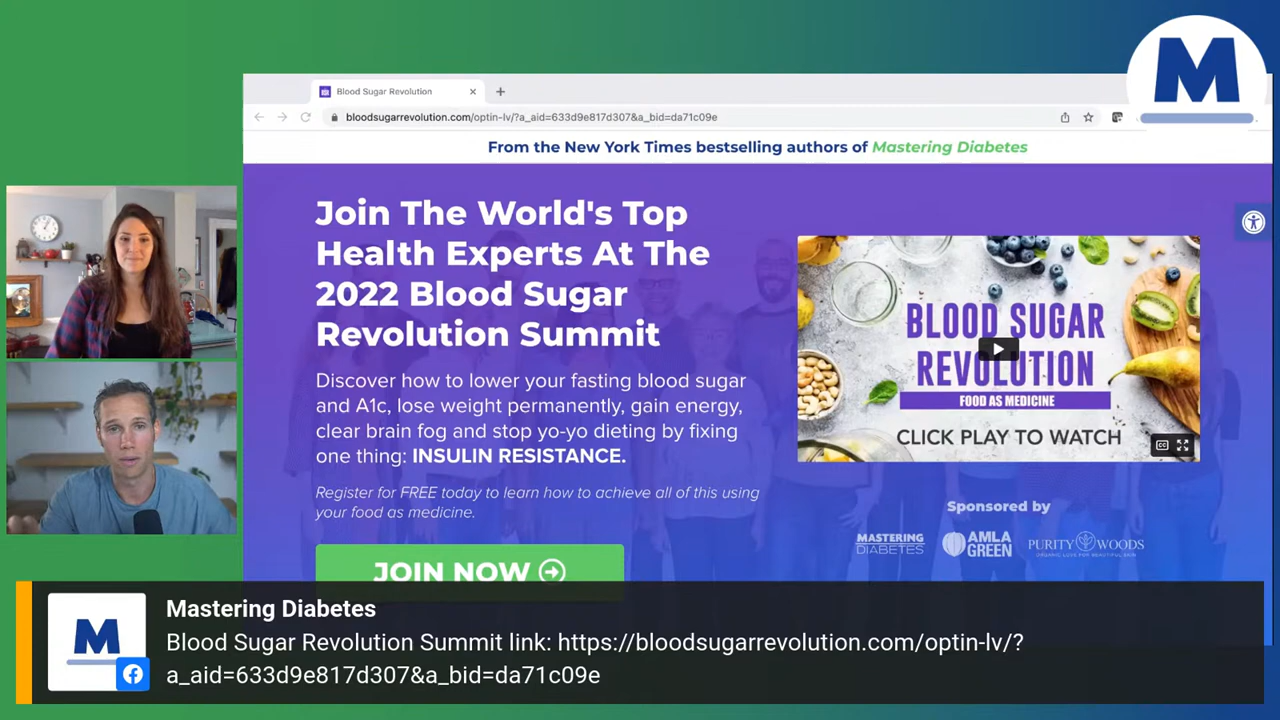 M
Blood Sugar Revolution
bloodsugarrevolution.com/optin-lv/?a_aid=633d9e817d307&a_bid=da71c09e
From the New York Times bestselling authors of Mastering Diabetes
Join The World's Top
Health Experts At The
2022 Blood Sugar
Revolution Summit
Discover how to lower your fasting blood sugar
and A1c, lose weight permanently, gain energy,
clear brain fog and stop yo-yo dieting by fixing
one thing: INSULIN RESISTANCE.
Register for FREE today to learn how to achieve all of this using
your food as medicine.
JOIN NOW
BLOOD SUGAR
REVOLUTION
FOOD AS MEDICINE
CLICK PLAY TO WATCH
CC
Sponsored by
MASTERING
DIABETES
AMLA
GREEN
PURITY WOODS
ORGANIC LOVE FOR BEAUTIFUL SKIN
M
Mastering Diabetes
Blood Sugar Revolution Summit link: https://bloodsugarrevolution.com/optin-lv/?
a_aid=633d9e817d307&a_bid=da71c09e